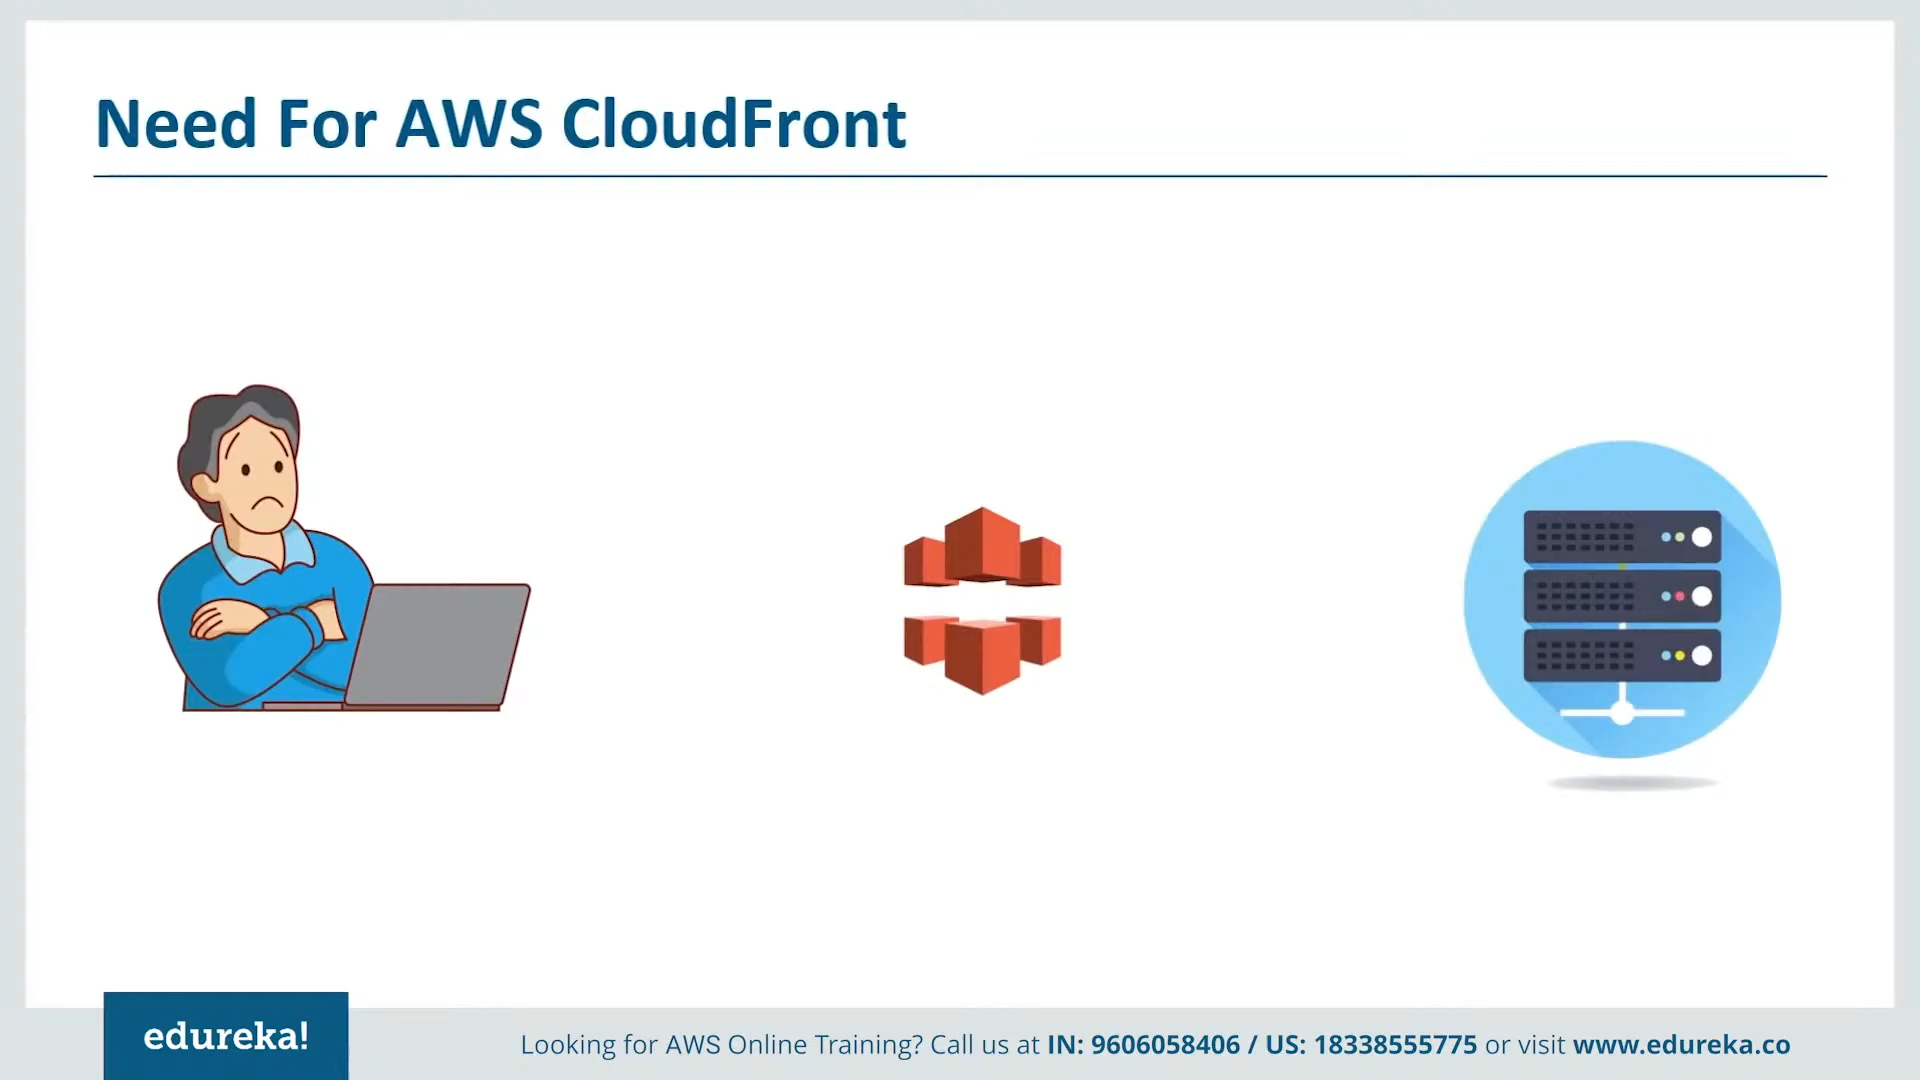 Need For AWS CloudFront
edureka!
Looking for AWS Online Training? Call us at IN: 9606058406 / US: 18338555775 or visit www.edureka.co